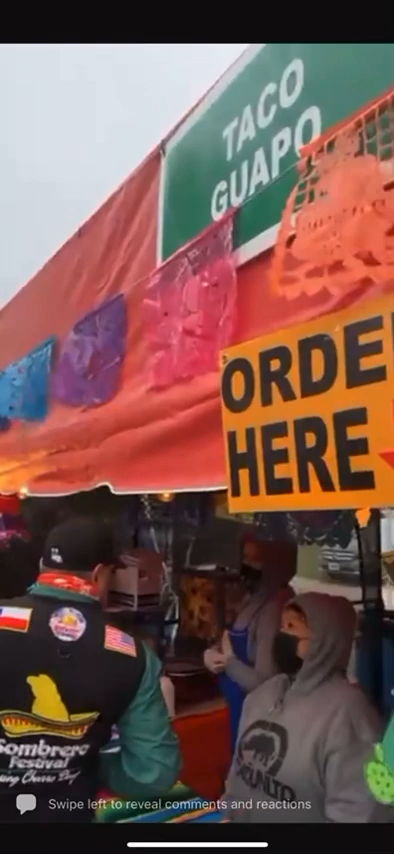 TACO
GUAPO
ORDE
HERE
Sombrero
Festival
Swipe left to reveal comments and reactions